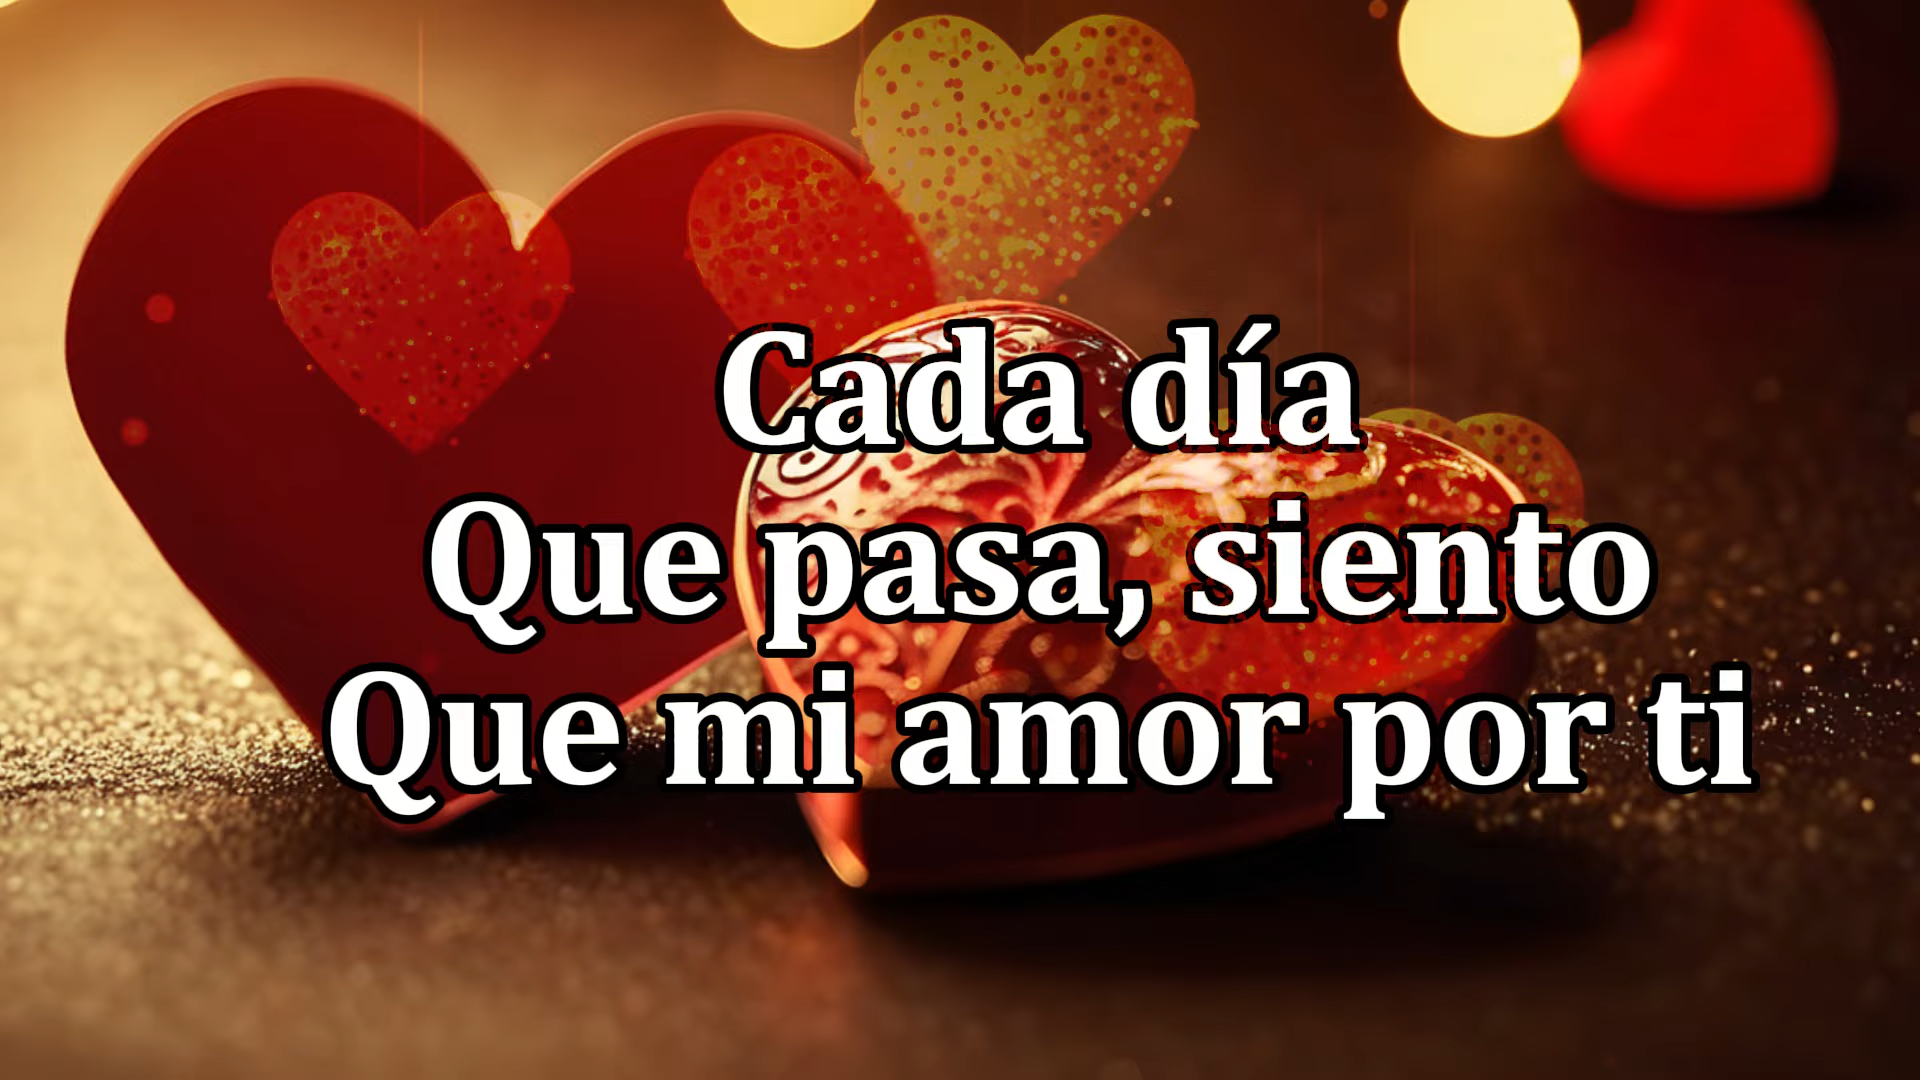 Cada día
Que pasa, siento
Que mi amor por ti